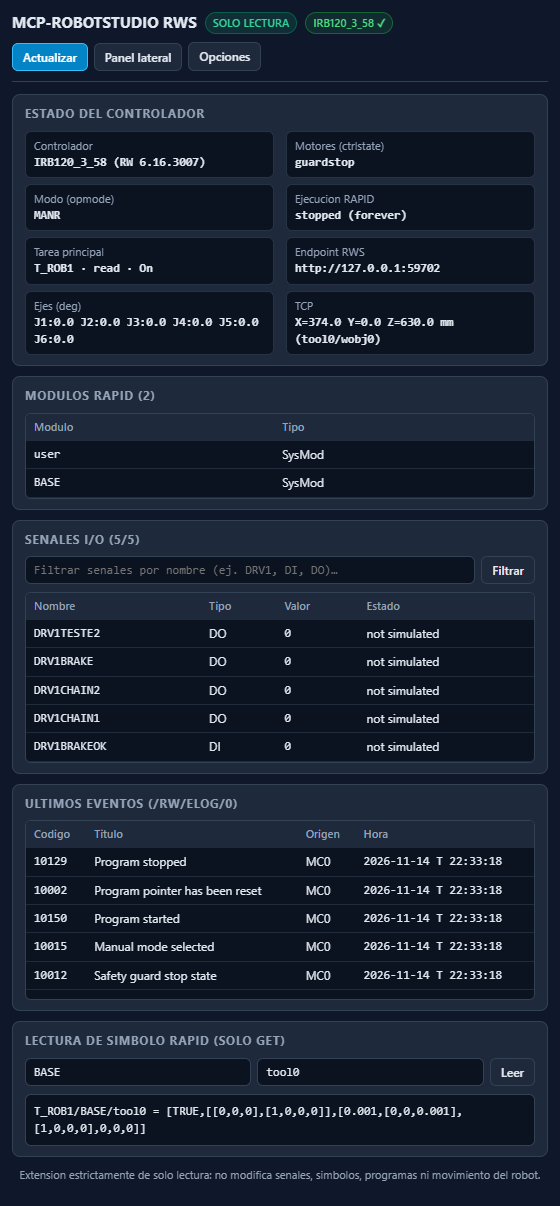 MCP-ROBOTSTUDIO RWS SOLO LECTURA IRB120_3_58 ✓
Actualizar Panel lateral Opciones
ESTADO DEL CONTROLADOR
Controlador
IRB120_3_58 (RW 6.16.3007)
Motores (ctrlstate)
guardstop
Modo (opmode)
MANR
Ejecucion RAPID
stopped (forever)
Tarea principal
T_ROB1 · read · On
Endpoint RWS
http://127.0.0.1:59702
Ejes (deg)
J1:0.0 J2:0.0 J3:0.0 J4:0.0 J5:0.0
J6:0.0
TCP
X=374.0 Y=0.0 Z=630.0 mm
(tool0/wobj0)
MODULOS RAPID (2)
Modulo Tipo
user SysMod
BASE SysMod
SENALES I/O (5/5)
Filtrar senales por nombre (ej. DRV1, DI, DO)… Filtrar
Nombre Tipo Valor Estado
DRV1TESTE2 DO 0 not simulated
DRV1BRAKE DO 0 not simulated
DRV1CHAIN2 DO 0 not simulated
DRV1CHAIN1 DO 0 not simulated
DRV1BRAKEOK DI 0 not simulated
ULTIMOS EVENTOS (/RW/ELOG/0)
Codigo Titulo Origen Hora
10129 Program stopped MC0 2026-11-14 T 22:33:18
10002 Program pointer has been reset MC0 2026-11-14 T 22:33:18
10150 Program started MC0 2026-11-14 T 22:33:18
10015 Manual mode selected MC0 2026-11-14 T 22:33:18
10012 Safety guard stop state MC0 2026-11-14 T 22:33:18
LECTURA DE SIMBOLO RAPID (SOLO GET)
BASE tool0 Leer
T_ROB1/BASE/tool0 = [TRUE,[[0,0,0],[1,0,0,0]],[0.001,[0,0,0.001],
[1,0,0,0],0,0,0]]
Extension estrictamente de solo lectura: no modifica senales, simbolos, programas ni movimiento del robot.